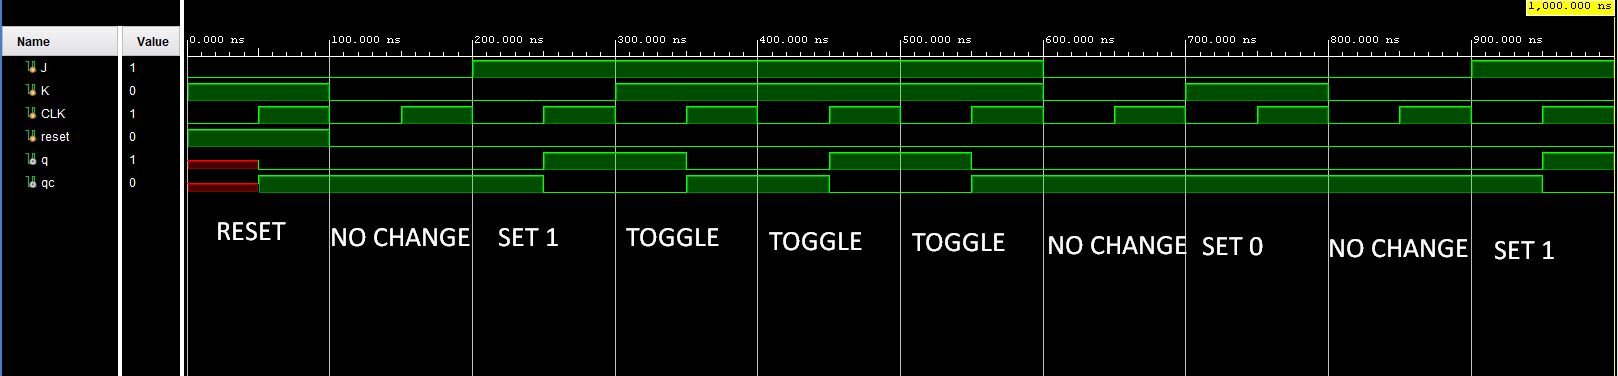 1,000.000 ns
Name Value
0.000 ns 100.000 ns 200.000 ns 300.000 ns 400.000 ns 500.000 ns 600.000 ns 700.000 ns 800.000 ns 900.000 ns
J 1
K 0
CLK 1
reset 0
q 1
qc 0
RESET NO CHANGE SET 1 TOGGLE TOGGLE TOGGLE NO CHANGE SET 0 NO CHANGE SET 1